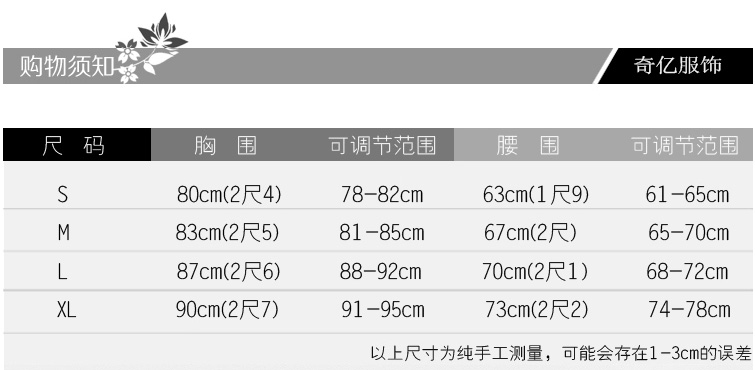 购物须知
奇亿服饰
尺 码 胸 围 可调节范围 腰 围 可调节范围
S 80cm(2尺4) 78-82cm 63cm(1尺9) 61-65cm
M 83cm(2尺5) 81-85cm 67cm(2尺) 65-70cm
L 87cm(2尺6) 88-92cm 70cm(2尺1) 68-72cm
XL 90cm(2尺7) 91-95cm 73cm(2尺2) 74-78cm
以上尺寸为纯手工测量，可能会存在1-3cm的误差